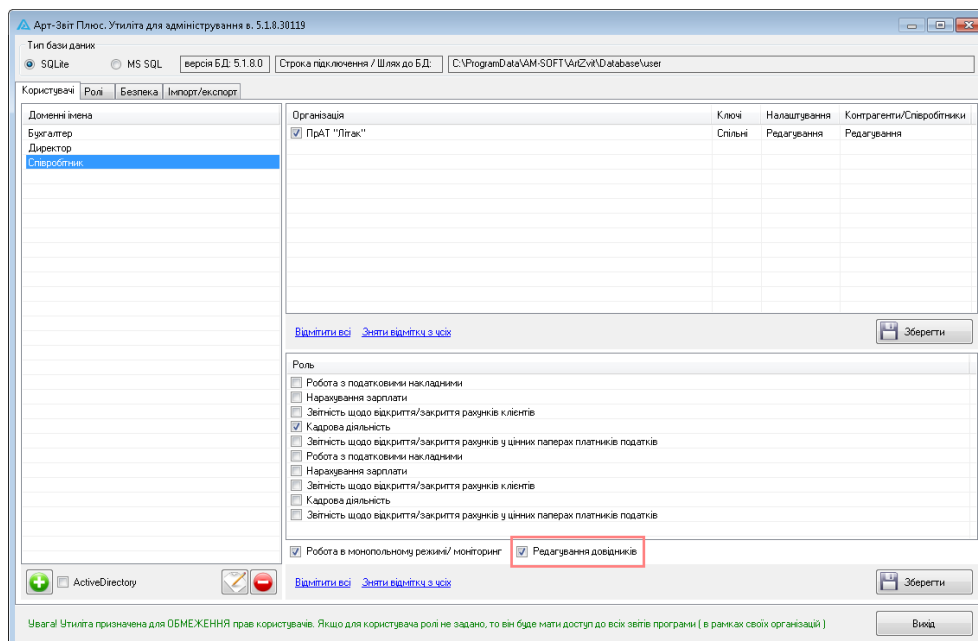 Арт-Звіт Плюс. Утиліта для адміністрування в. 5.1.8.30119
Тип бази даних
SQLite MS SQL версія БД: 5.1.8.0 Строка підключення / Шлях до БД: C:\ProgramData\AM-SOFT\ArtZvit\Database\user
Користувачі Ролі Безпека Імпорт/експорт
Доменні імена
Бухгалтер
Директор
Співробітник
Організація Ключі Налаштування Контрагенти/Співробітники
ПрАТ "Літак" Спільні Редагування Редагування
Відмітити всі Зняти відмітку з усіх Зберегти
Роль
Робота з податковими накладними
Нарахування зарплати
Звітність щодо відкриття/закриття рахунків клієнтів
Кадрова діяльність
Звітність щодо відкриття/закриття рахунків у цінних паперах платників податків
Робота з податковими накладними
Нарахування зарплати
Звітність щодо відкриття/закриття рахунків клієнтів
Кадрова діяльність
Звітність щодо відкриття/закриття рахунків у цінних паперах платників податків
Робота в монопольному режимі/ моніторинг Редагування довідників
ActiveDirectory Відмітити всі Зняти відмітку з усіх Зберегти
Увага! Утиліта призначена для ОБМЕЖЕННЯ прав користувачів. Якщо для користувача ролі не задано, то він буде мати доступ до всіх звітів програми ( в рамках своїх організацій ) Вихід